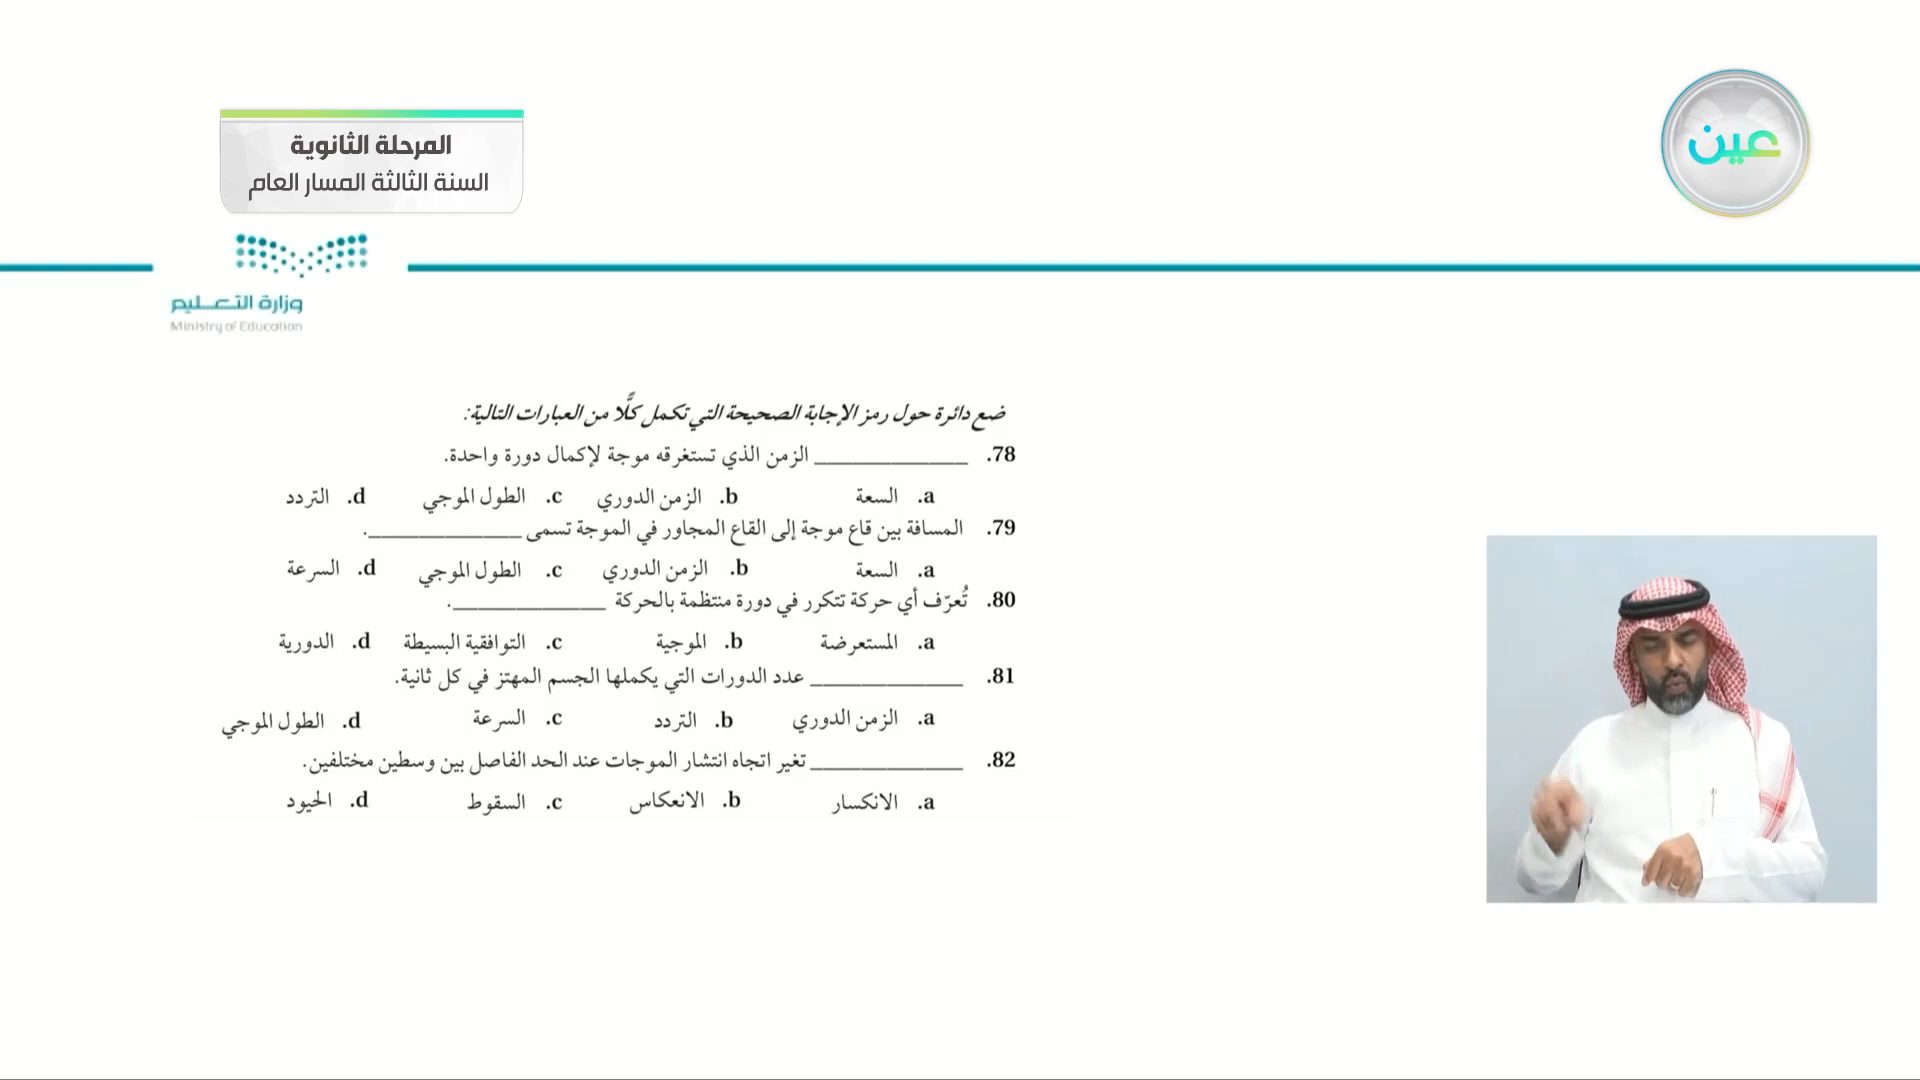 المرحلة الثانوية
السنة الثالثة المسار العام
عين
وزارة التعليم
Ministry of Education
ضع دائرة حول رمز الإجابة الصحيحة التي تكمل كلًّا من العبارات التالية:
78. ____________ الزمن الذي تستغرقه موجة لإكمال دورة واحدة.
a. السعة b. الزمن الدوري c. الطول الموجي d. التردد
79. المسافة بين قاع موجة إلى القاع المجاور في الموجة تسمى ____________.
a. السعة b. الزمن الدوري c. الطول الموجي d. السرعة
80. تُعرّف أي حركة تتكرر في دورة منتظمة بالحركة ____________.
a. المستعرضة b. الموجية c. التوافقية البسيطة d. الدورية
81. ____________ عدد الدورات التي يكملها الجسم المهتز في كل ثانية.
a. الزمن الدوري b. التردد c. السرعة d. الطول الموجي
82. ____________ تغير اتجاه انتشار الموجات عند الحد الفاصل بين وسطين مختلفين.
a. الانكسار b. الانعكاس c. السقوط d. الحيود